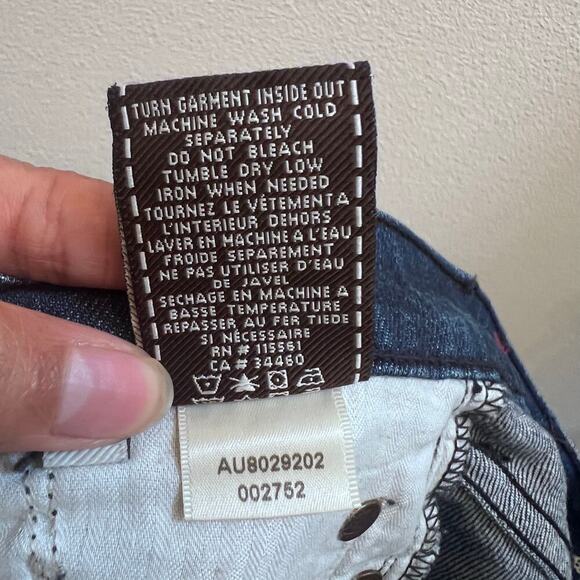 TURN GARMENT INSIDE OUT
MACHINE WASH COLD
SEPARATELY
DO NOT BLEACH
TUMBLE DRY LOW
IRON WHEN NEEDED
TOURNEZ LE VÉTEMENT A
L'INTERIEUR DEHORS
LAVER EN MACHINE A L'EAU
FROIDE SEPAREMENT
NE PAS UTILISER D'EAU
DE JAVEL
SECHAGE EN MACHINE A
BASSE TEMPERATURE
REPASSER AU FER TIEDE
SI NÉCESSAIRE
RN # 115561
CA # 34460
AU8029202
002752